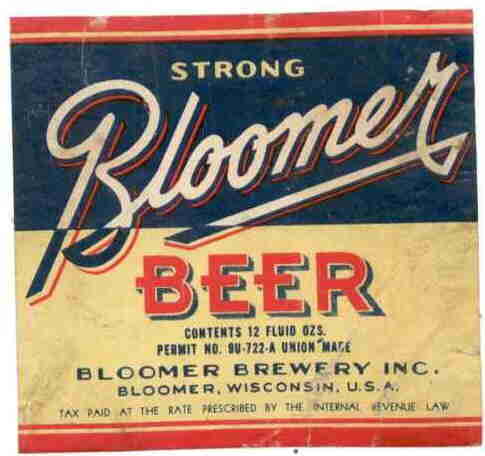 STRONG
Bloomer
BEER
CONTENTS 12 FLUID OZS.
PERMIT NO. 9U-722-A UNION MADE
BLOOMER BREWERY INC.
BLOOMER, WISCONSIN, U.S.A.
TAX PAID AT THE RATE PRESCRIBED BY THE INTERNAL REVENUE LAW